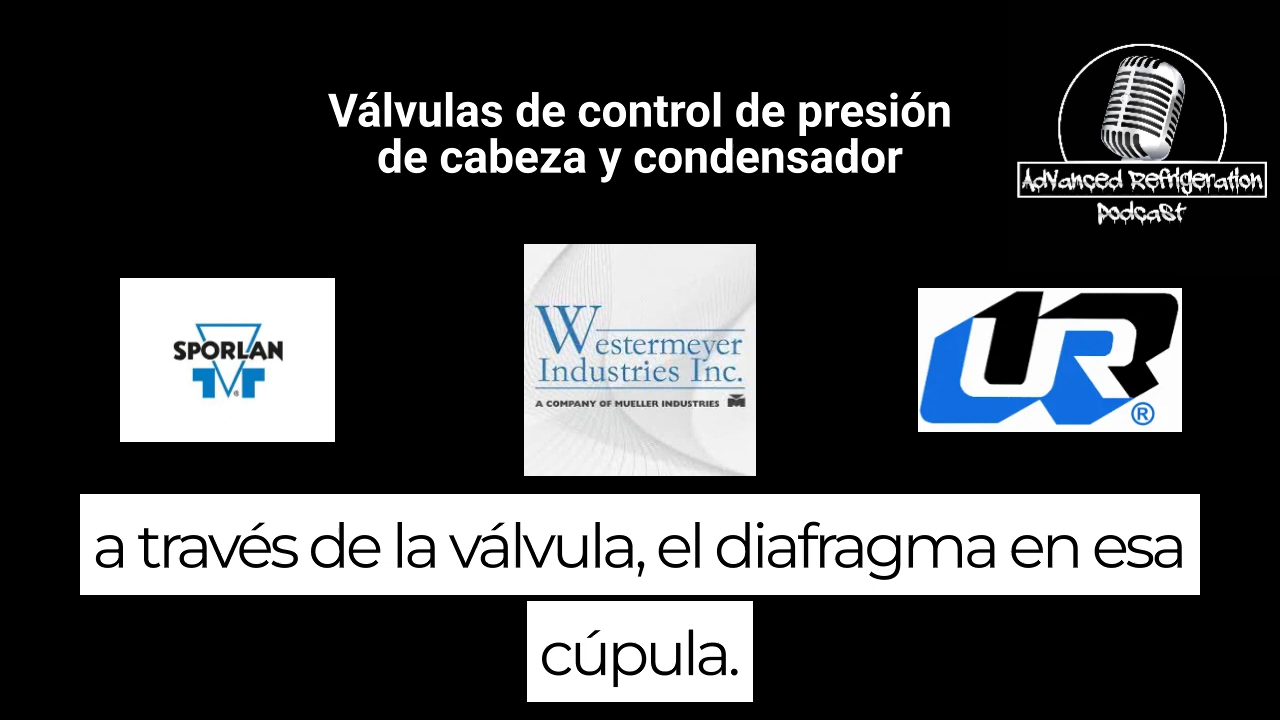 Válvulas de control de presión
de cabeza y condensador
Advanced Refrigeration
Podcast
SPORLAN
®
Westermeyer
Industries Inc.
A COMPANY OF MUELLER INDUSTRIES
UR
®
a través de la válvula, el diafragma en esa
cúpula.